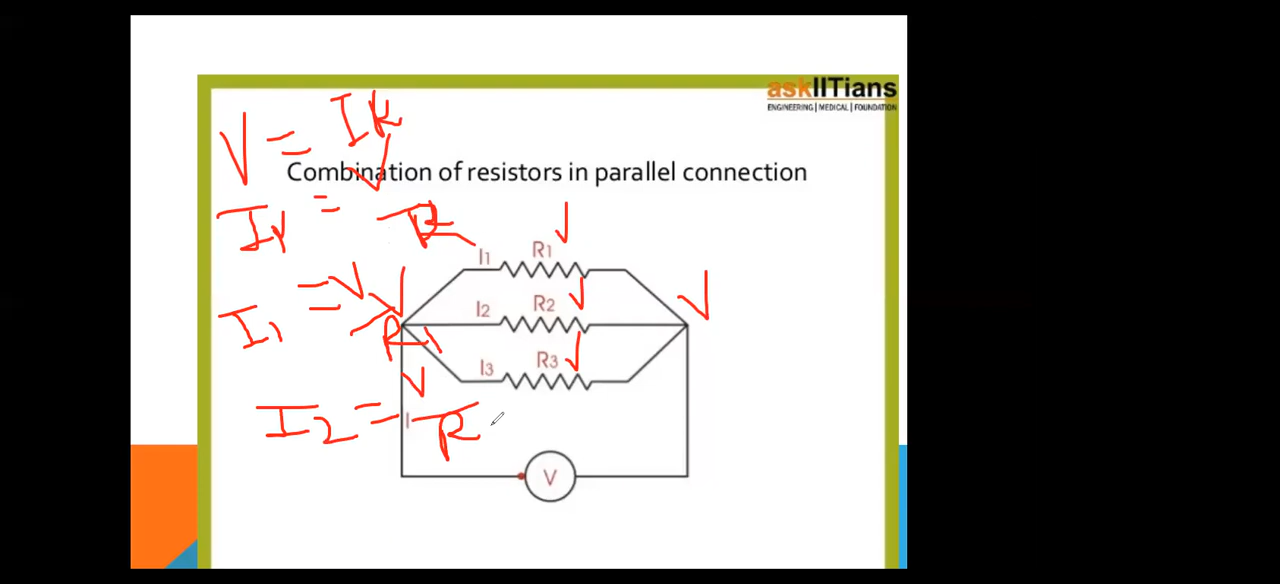 askIITians
ENGINEERING | MEDICAL | FOUNDATION
V = IR
Combination of resistors in parallel connection
V
I = R
V
I1 R1
V
I1 = V
R1
V
I2 R2
V
I3 R3
V
I2 = V
R
I
V